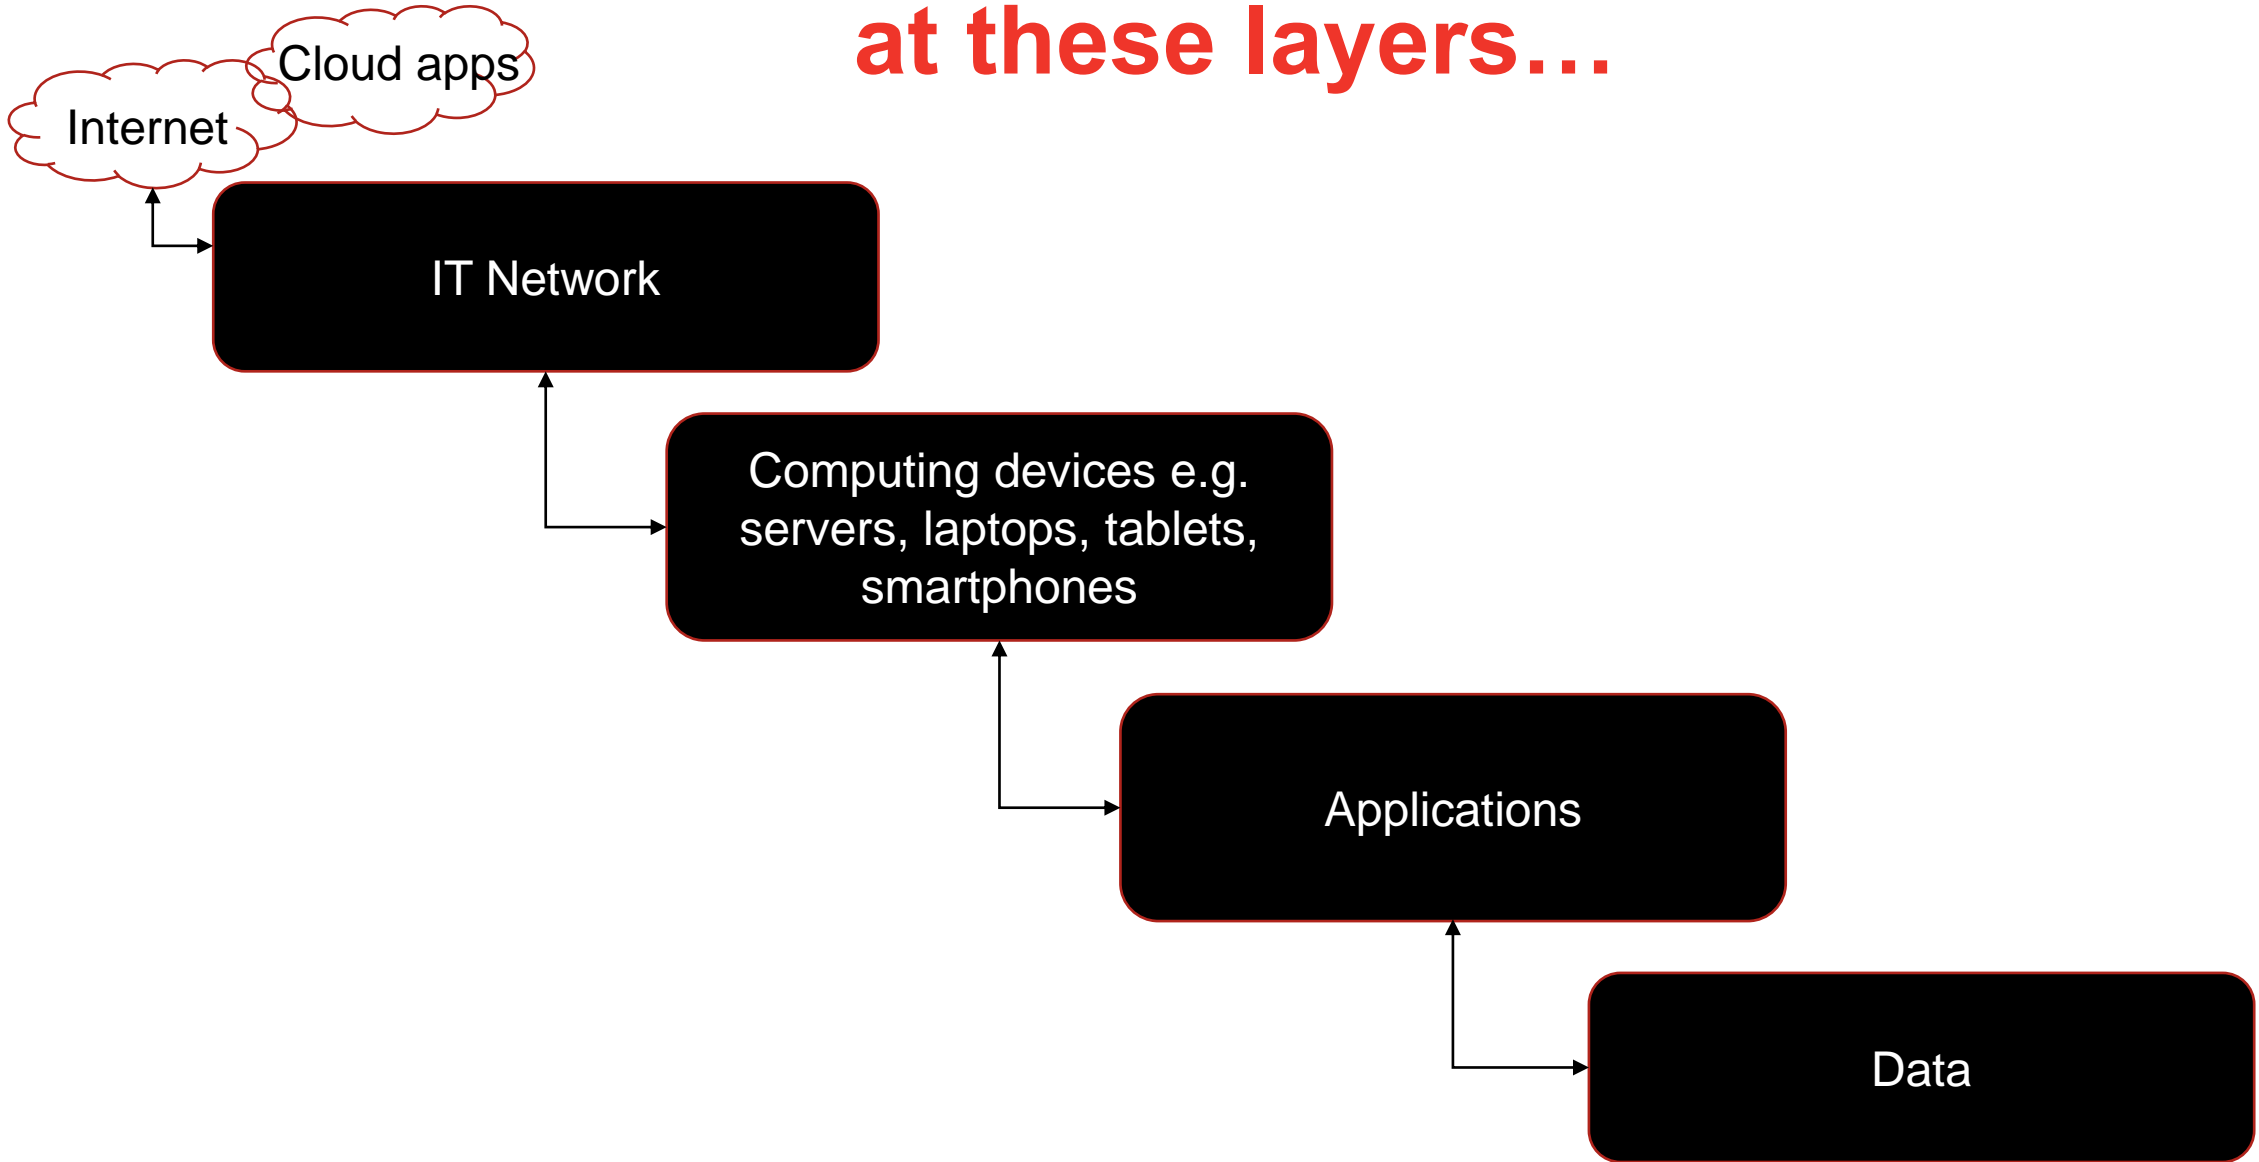 at these layers…
Cloud apps
Internet
IT Network
Computing devices e.g.
servers, laptops, tablets,
smartphones
Applications
Data